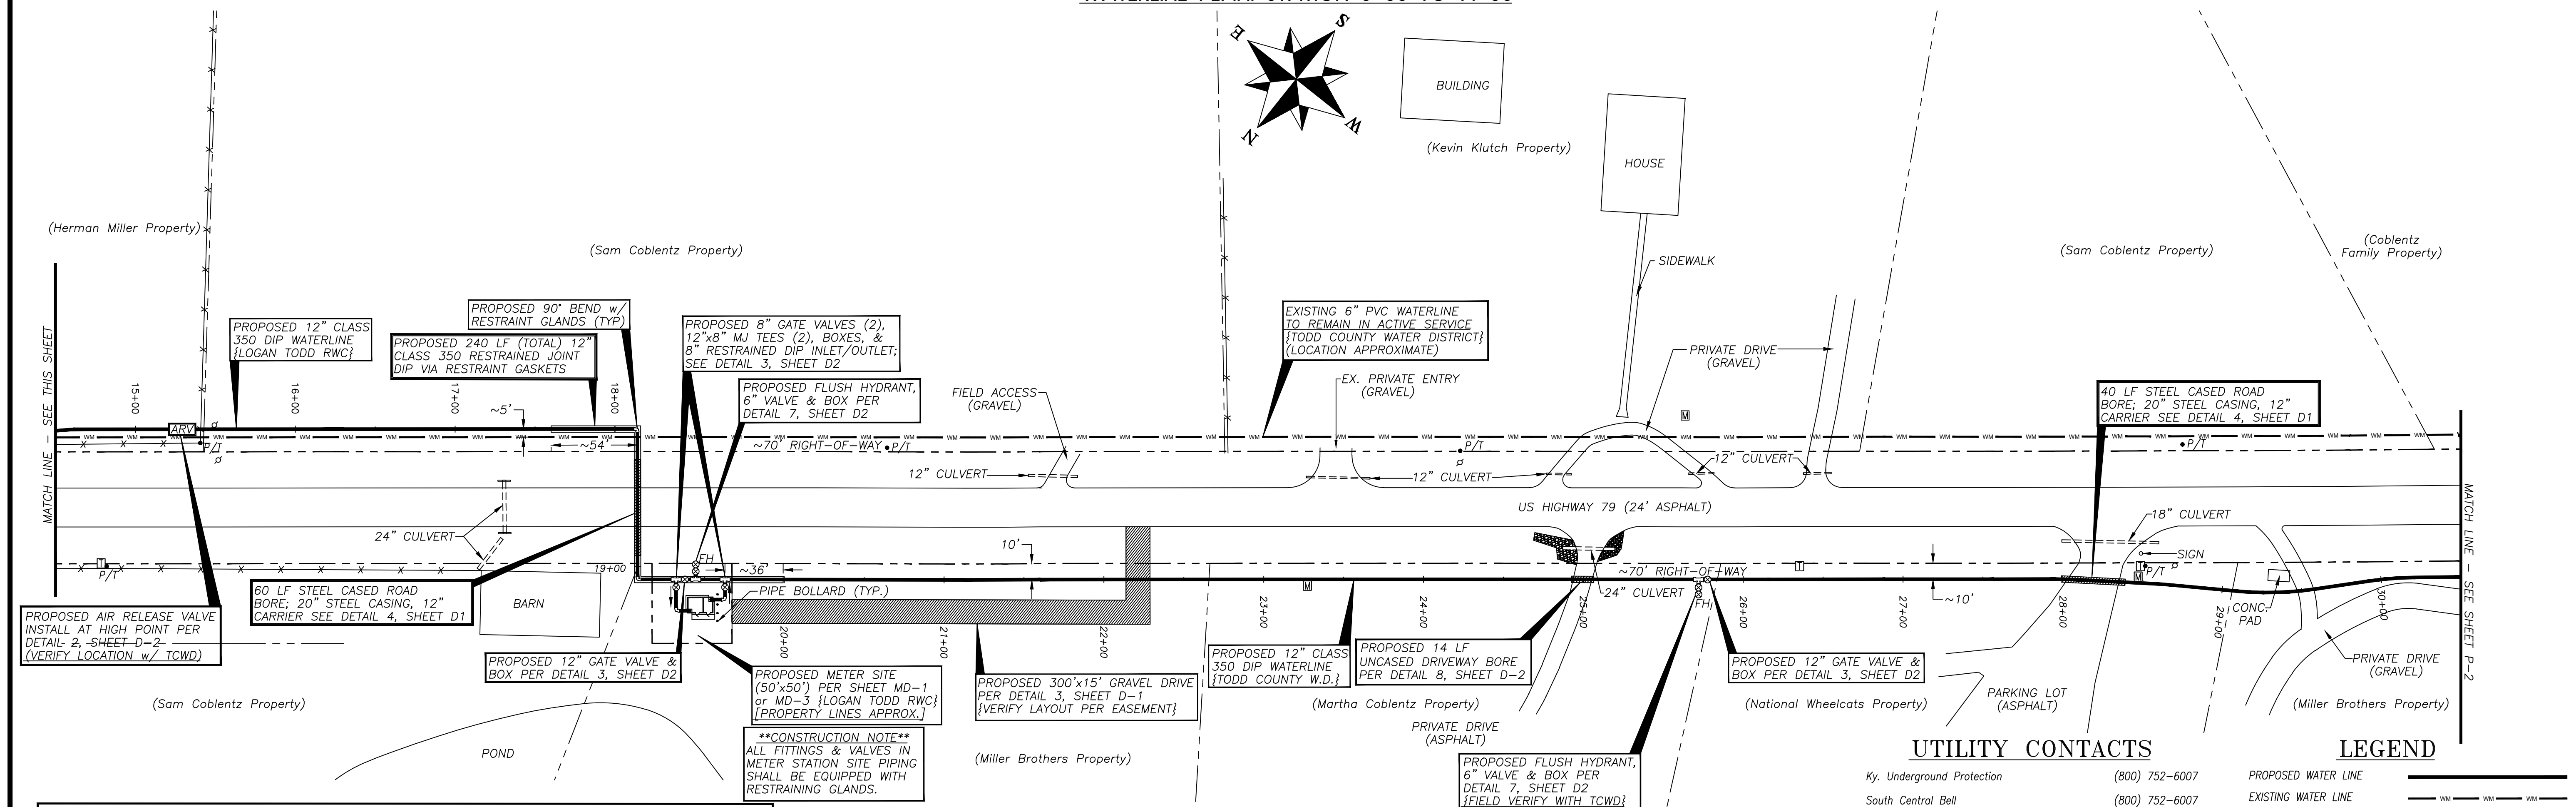 S
E
W
N
BUILDING
(Kevin Klutch Property)
HOUSE
SIDEWALK
(Herman Miller Property)
(Sam Coblentz Property)
(Sam Coblentz Property)
(Coblentz
Family Property)
MATCH LINE - SEE THIS SHEET
PROPOSED 12" CLASS
350 DIP WATERLINE
{LOGAN TODD RWC}
PROPOSED 90° BEND w/
RESTRAINT GLANDS (TYP)
PROPOSED 240 LF (TOTAL) 12"
CLASS 350 RESTRAINED JOINT
DIP VIA RESTRAINT GASKETS
PROPOSED 8" GATE VALVES (2),
12"x8" MJ TEES (2), BOXES, &
8" RESTRAINED DIP INLET/OUTLET;
SEE DETAIL 3, SHEET D2
PROPOSED FLUSH HYDRANT,
6" VALVE & BOX PER
DETAIL 7, SHEET D2
FIELD ACCESS
(GRAVEL)
EXISTING 6" PVC WATERLINE
TO REMAIN IN ACTIVE SERVICE
{TODD COUNTY WATER DISTRICT}
(LOCATION APPROXIMATE)
EX. PRIVATE ENTRY
(GRAVEL)
PRIVATE DRIVE
(GRAVEL)
40 LF STEEL CASED ROAD
BORE; 20" STEEL CASING, 12"
CARRIER SEE DETAIL 4, SHEET D1
15+00
16+00
17+00
18+00
~5'
ARV
~54'
P/T
~70' RIGHT-OF-WAY
P/T
P/T
M
P/T
12" CULVERT
12" CULVERT
12" CULVERT
US HIGHWAY 79 (24' ASPHALT)
24" CULVERT
18" CULVERT
SIGN
MATCH LINE - SEE SHEET P-2
T
P/T
19+00
FH
~36'
10'
PIPE BOLLARD (TYP.)
BARN
20+00
21+00
22+00
23+00
M
24+00
25+00
24" CULVERT
~70' RIGHT-OF-WAY
FH
26+00
T
27+00
~10'
28+00
T
P/T
M
29+00
CONC.
PAD
30+00
PROPOSED AIR RELEASE VALVE
INSTALL AT HIGH POINT PER
DETAIL 2, SHEET D-2
(VERIFY LOCATION w/ TCWD)
60 LF STEEL CASED ROAD
BORE; 20" STEEL CASING, 12"
CARRIER SEE DETAIL 4, SHEET D1
PROPOSED 12" GATE VALVE &
BOX PER DETAIL 3, SHEET D2
PROPOSED METER SITE
(50'x50') PER SHEET MD-1
or MD-3 {LOGAN TODD RWC}
[PROPERTY LINES APPROX.]
PROPOSED 300'x15' GRAVEL DRIVE
PER DETAIL 3, SHEET D-1
{VERIFY LAYOUT PER EASEMENT}
PROPOSED 12" CLASS
350 DIP WATERLINE
{TODD COUNTY W.D.}
PROPOSED 14 LF
UNCASED DRIVEWAY BORE
PER DETAIL 8, SHEET D-2
PROPOSED 12" GATE VALVE &
BOX PER DETAIL 3, SHEET D2
PRIVATE DRIVE
(GRAVEL)
(Sam Coblentz Property)
POND
**CONSTRUCTION NOTE**
ALL FITTINGS & VALVES IN
METER STATION SITE PIPING
SHALL BE EQUIPPED WITH
RESTRAINING GLANDS.
(Miller Brothers Property)
(Martha Coblentz Property)
PRIVATE DRIVE
(ASPHALT)
PROPOSED FLUSH HYDRANT,
6" VALVE & BOX PER
DETAIL 7, SHEET D2
{FIELD VERIFY WITH TCWD}
(National Wheelcats Property)
PARKING LOT
(ASPHALT)
(Miller Brothers Property)
UTILITY CONTACTS
Ky. Underground Protection (800) 752-6007
South Central Bell (800) 752-6007
LEGEND
PROPOSED WATER LINE
EXISTING WATER LINE WM WM WM